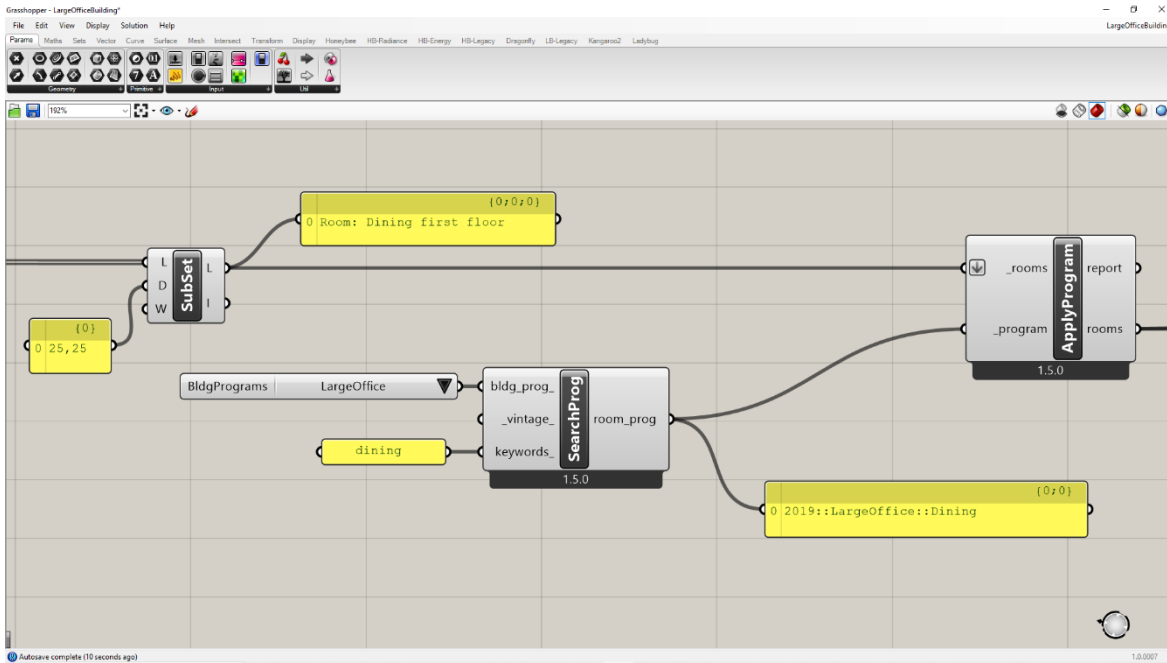 Grasshopper - LargeOfficeBuilding*
File Edit View Display Solution Help
LargeOfficeBuildin
Params Maths Sets Vector Curve Surface Mesh Intersect Transform Display Honeybee HB-Radiance HB-Energy HB-Legacy Dragonfly LB-Legacy Kangaroo2 Ladybug
Geometry + Primitive + Input + Util +
192%
{0;0;0}
0 Room: Dining first floor
L
D
W
SubSet
L
I
{0}
0 25,25
_rooms
_program
ApplyProgram
report
rooms
1.5.0
BldgPrograms LargeOffice
bldg_prog_
_vintage_
keywords_
SearchProg
room_prog
1.5.0
dining
{0;0}
0 2019::LargeOffice::Dining
Autosave complete (10 seconds ago)
1.0.0007